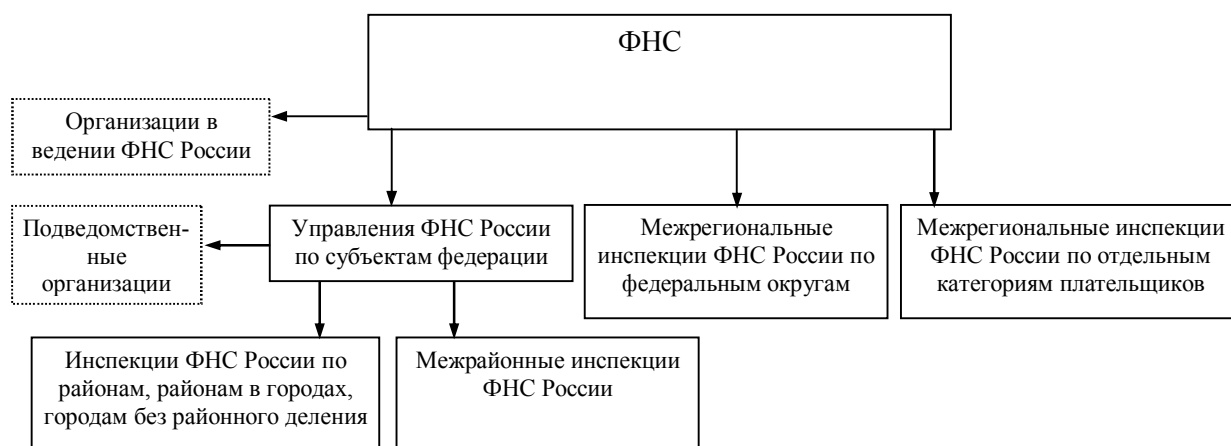 ФНС
Организации в
ведении ФНС России
Подведомствен-
ные
организации
Управления ФНС России
по субъектам федерации
Межрегиональные
инспекции ФНС России по
федеральным округам
Межрегиональные инспекции
ФНС России по отдельным
категориям плательщиков
Инспекции ФНС России по
районам, районам в городах,
городам без районного деления
Межрайонные инспекции
ФНС России